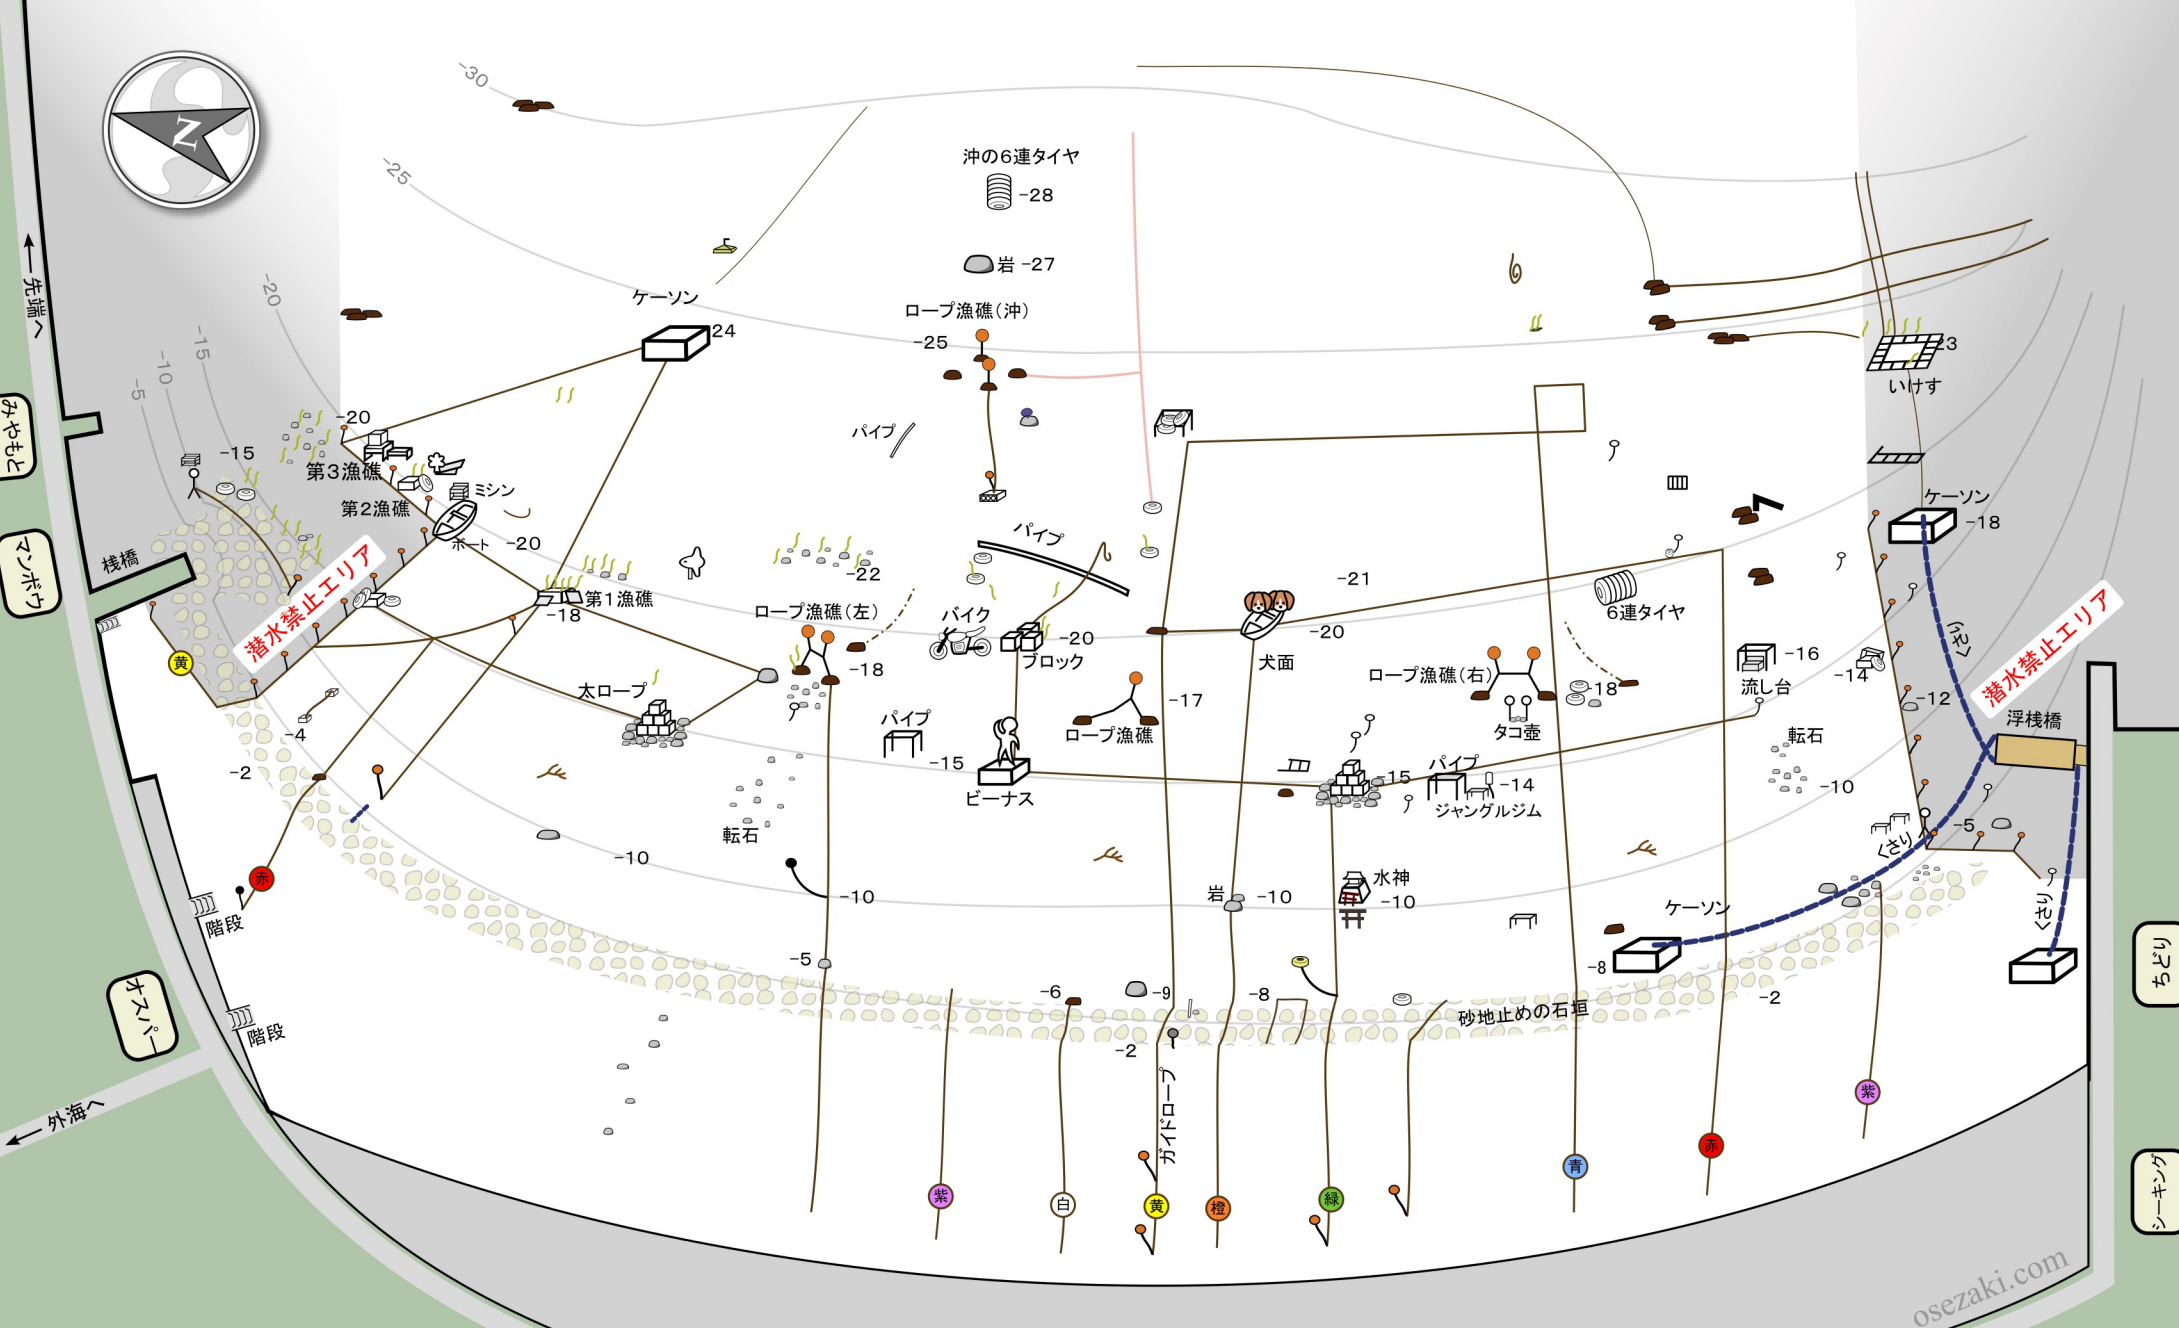 -30
-25
-20
-15
-10
-5
N
先端へ
みやもと
マンボウ
桟橋
潜水禁止エリア
黄
沖の6連タイヤ
-28
岩 -27
ケーソン
24
ロープ漁礁(沖)
-25
パイプ
-20
第3漁礁
-15
第2漁礁
ミシン
ボート
-20
第1漁礁
-18
-22
パイプ
ロープ漁礁(左)
-18
バイク
-20
ブロック
太ロープ
パイプ
-15
ビーナス
ロープ漁礁
-17
-21
-20
犬面
ロープ漁礁(右)
-18
タコ壺
6連タイヤ
-16
流し台
-14
-12
23
いけす
ケーソン
-18
くさり
潜水禁止エリア
浮桟橋
転石
-10
-15
パイプ
-14
ジャングルジム
-5
くさり
くさり
-4
-2
転石
-10
-10
-5
岩
-10
水神
-10
ケーソン
-8
-2
-6
-9
-8
-2
砂地止めの石垣
ガイドロープ
赤
階段
階段
オスパー
外海へ
紫
白
黄
橙
緑
青
赤
紫
ちどり
シーキング
osezaki.com